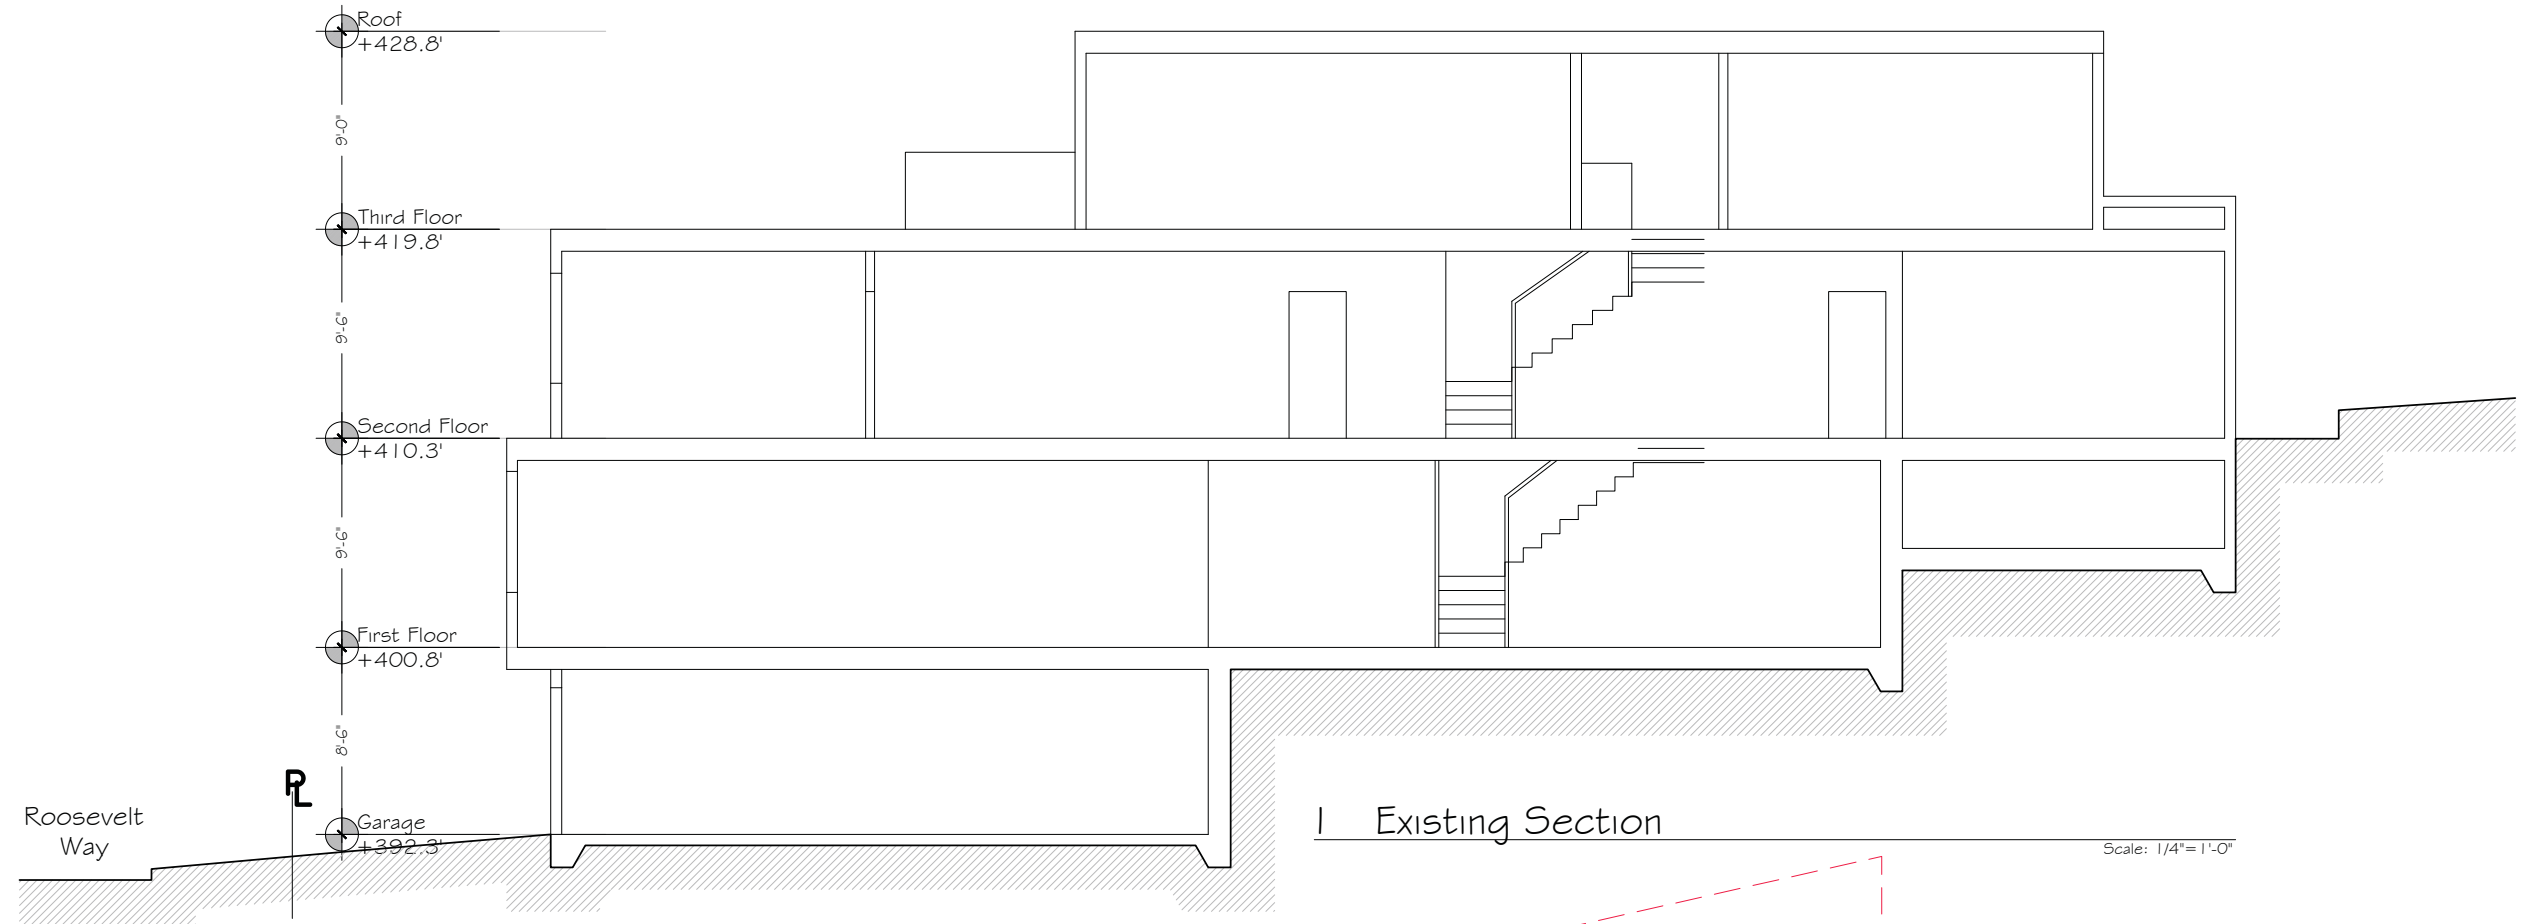 Roof
+428.8'
9'-0"
Third Floor
+419.8'
9'-6"
Second Floor
+410.3'
9'-6"
First Floor
+400.8'
8'-6"
PL
Roosevelt
Way
Garage
+392.3'
1 Existing Section
Scale: 1/4"=1'-0"